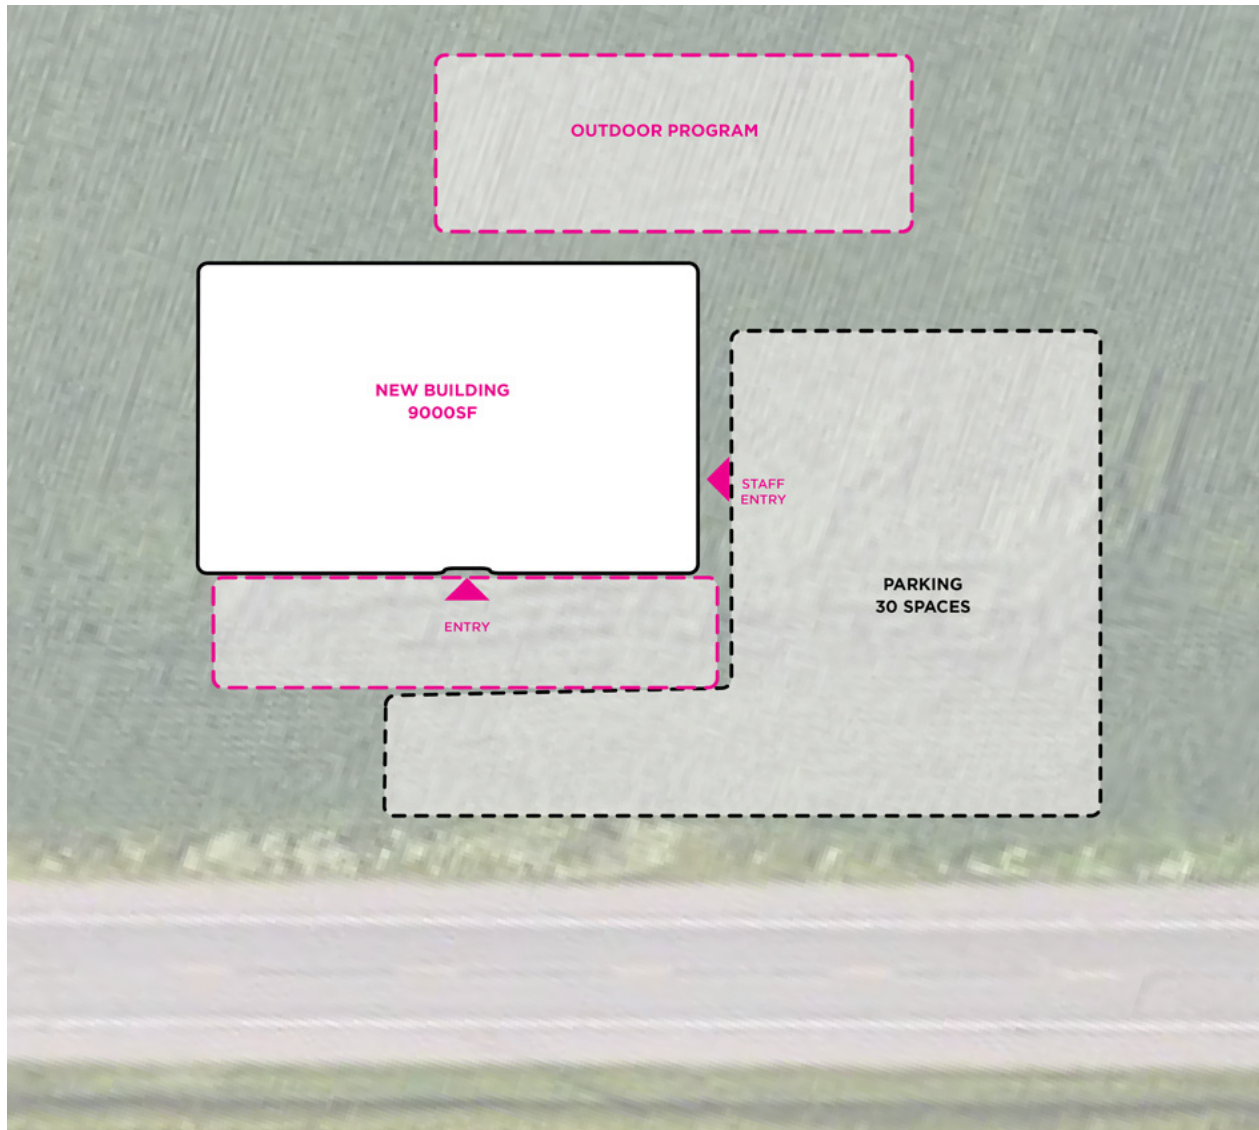 OUTDOOR PROGRAM
NEW BUILDING
9000SF
STAFF
ENTRY
PARKING
30 SPACES
ENTRY